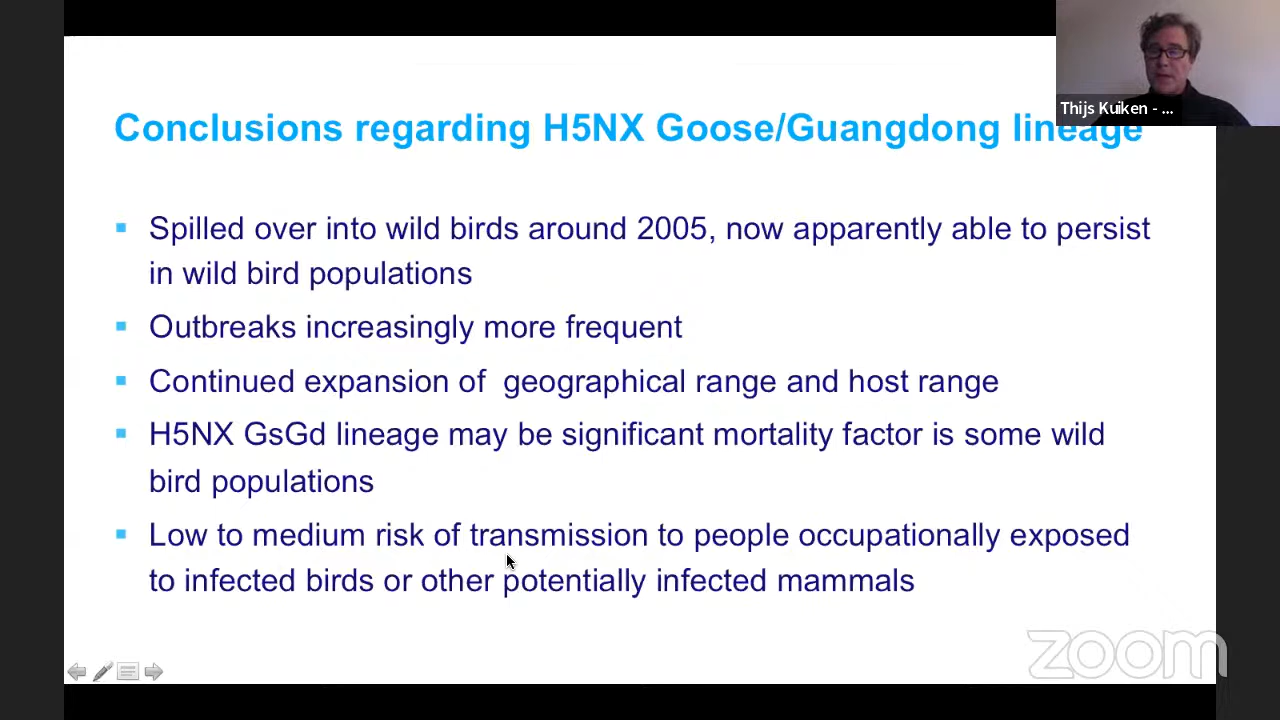 Thijs Kuiken - ...
Conclusions regarding H5NX Goose/Guangdong lineage
▪ Spilled over into wild birds around 2005, now apparently able to persist
in wild bird populations
▪ Outbreaks increasingly more frequent
▪ Continued expansion of  geographical range and host range
▪ H5NX GsGd lineage may be significant mortality factor is some wild
bird populations
▪ Low to medium risk of transmission to people occupationally exposed
to infected birds or other potentially infected mammals
zoom